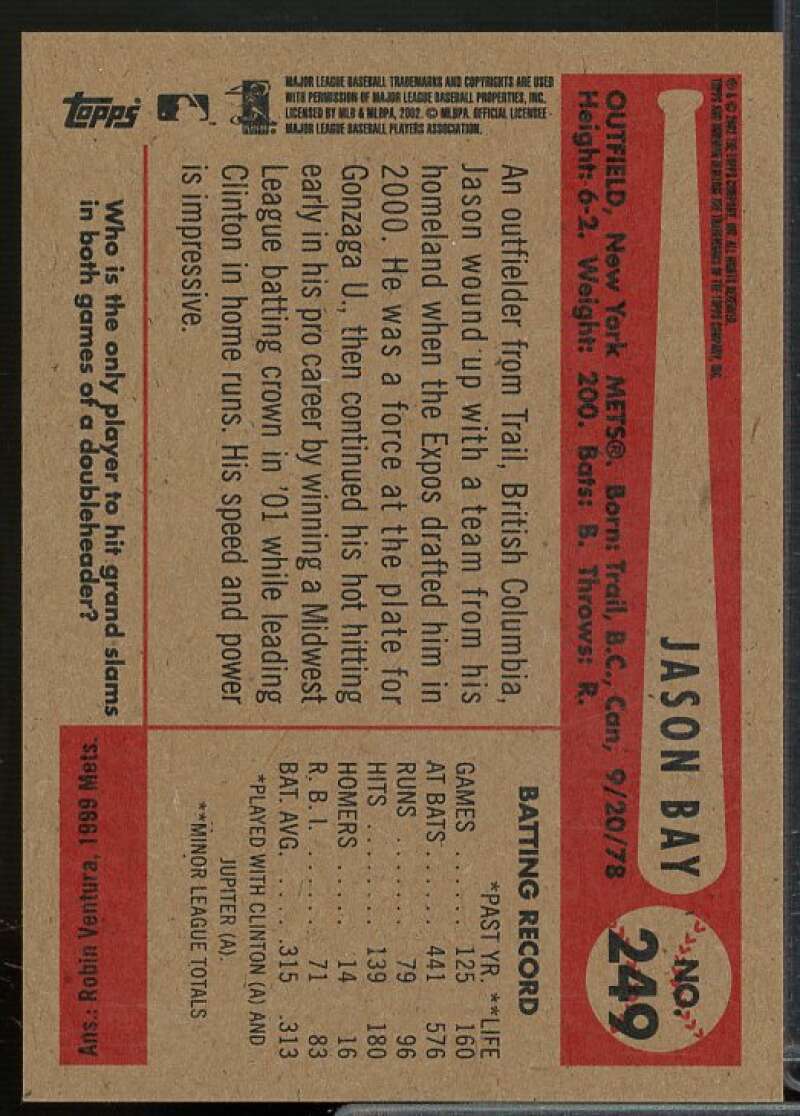 ® & © 2002 THE TOPPS COMPANY, INC. ALL RIGHTS RESERVED.
JASON BAY
NO.
249
OUTFIELD, New York METS®. Born: Trail, B.C., Can, 9/20/78
Height: 6-2. Weight: 200. Bats: B. Throws: R.
An outfielder from Trail, British Columbia,
Jason wound up with a team from his
homeland when the Expos drafted him in
2000. He was a force at the plate for
Gonzaga U., then continued his hot hitting
early in his pro career by winning a Midwest
League batting crown in '01 while leading
Clinton in home runs. His speed and power
is impressive.
BATTING RECORD
*PAST YR. **LIFE
GAMES ...... 125 160
AT BATS ...... 441 576
RUNS ....... 79 96
HITS ........ 139 180
HOMERS ...... 14 16
R. B. I. ........ 71 83
BAT. AVG. ..... .315 .313
*PLAYED WITH CLINTON (A) AND
JUPITER (A).
**MINOR LEAGUE TOTALS
MAJOR LEAGUE BASEBALL TRADEMARKS AND COPYRIGHTS ARE USED
WITH PERMISSION OF MAJOR LEAGUE BASEBALL PROPERTIES, INC.
LICENSED BY MLB & MLBPA, 2002. © MLBPA. OFFICIAL LICENSEE-
MAJOR LEAGUE BASEBALL PLAYERS ASSOCIATION.
topps
Who is the only player to hit grand slams
in both games of a doubleheader?
Ans: Robin Ventura, 1999 Mets.